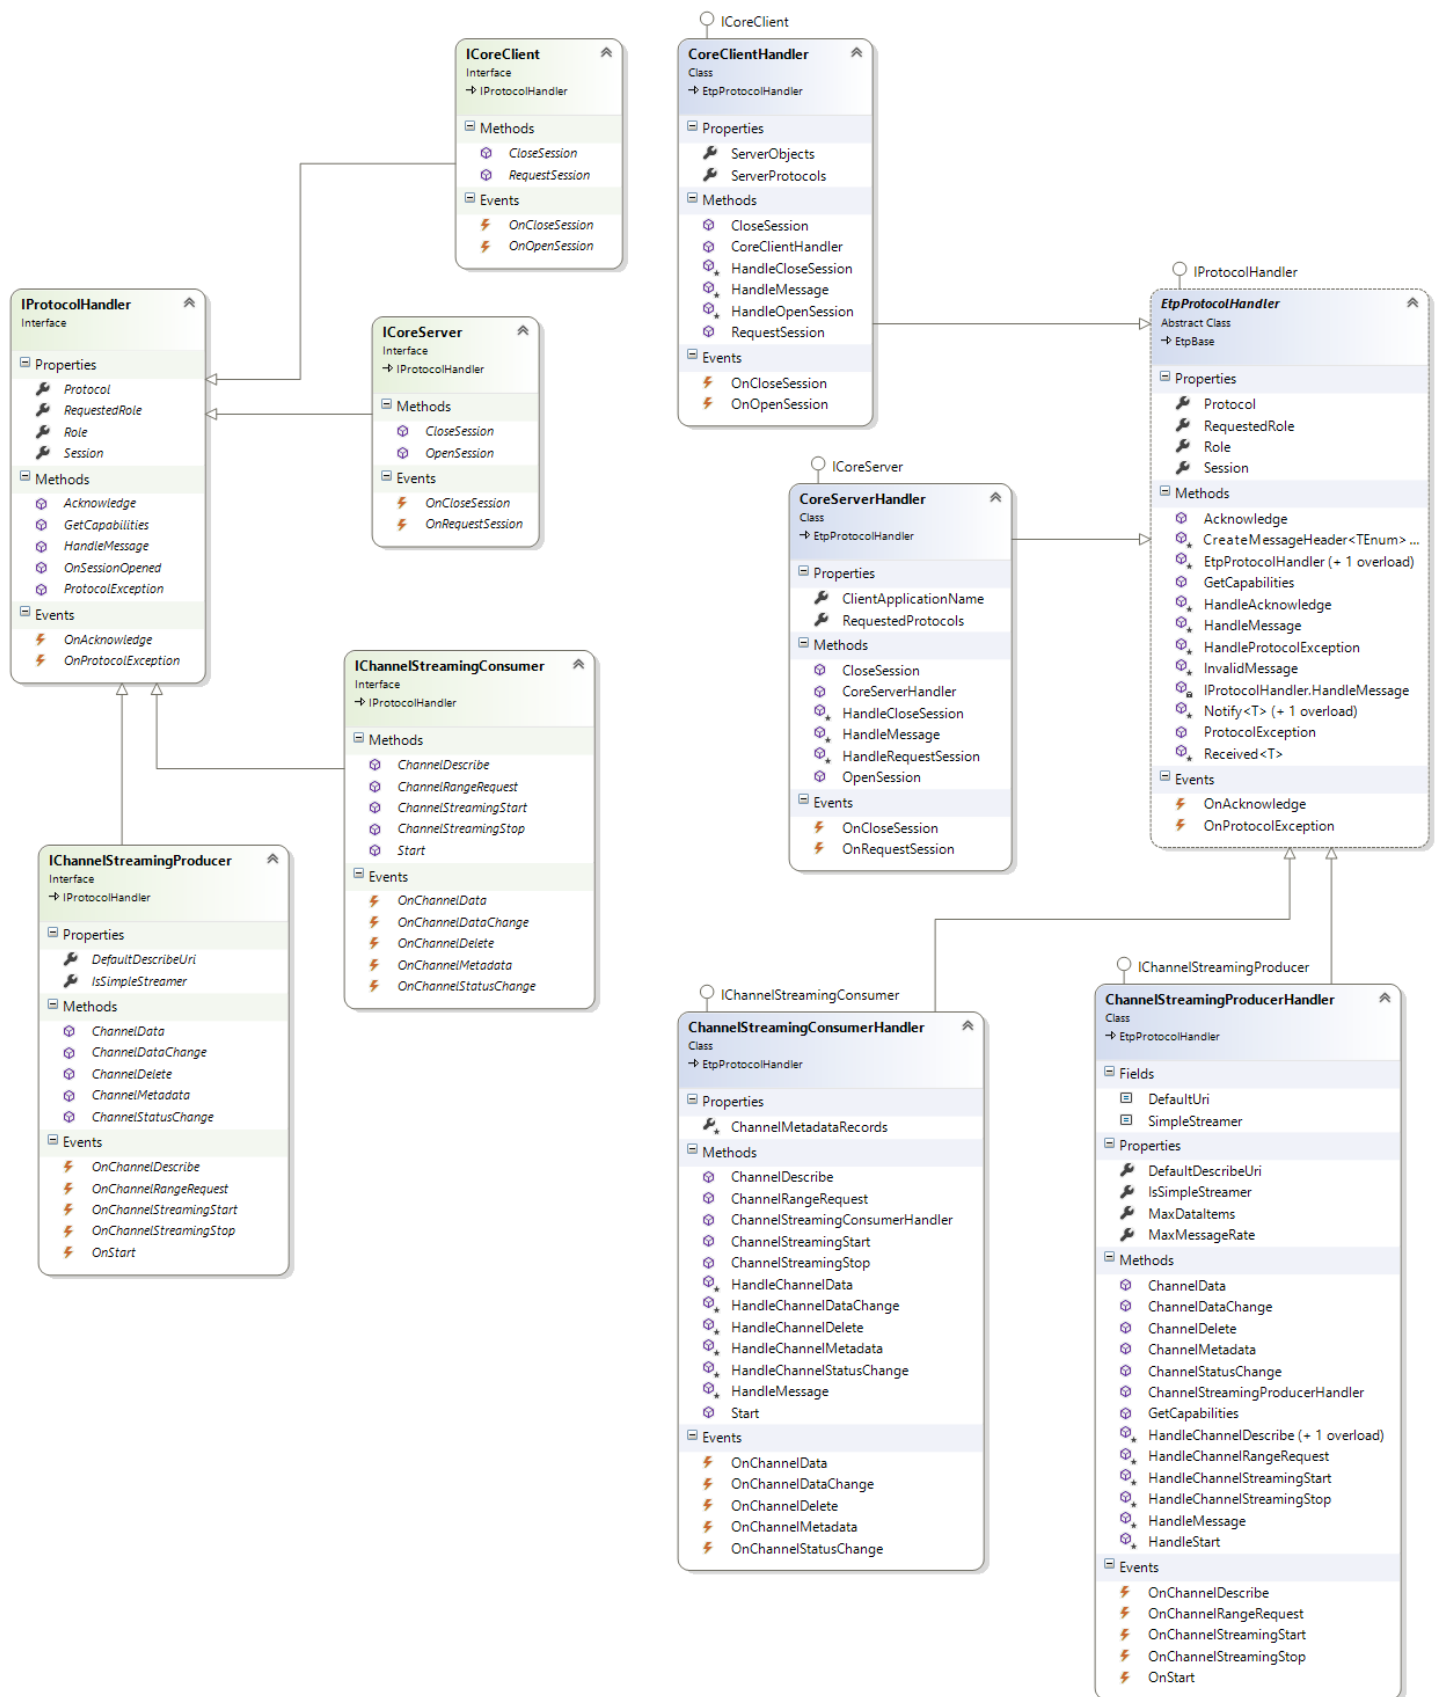 ICoreClient
Interface
IProtocolHandler
Methods
CloseSession
RequestSession
Events
OnCloseSession
OnOpenSession
ICoreClient
CoreClientHandler
Class
EtpProtocolHandler
Properties
ServerObjects
ServerProtocols
Methods
CloseSession
CoreClientHandler
HandleCloseSession
HandleMessage
HandleOpenSession
RequestSession
Events
OnCloseSession
OnOpenSession
IProtocolHandler
Interface
Properties
Protocol
RequestedRole
Role
Session
Methods
Acknowledge
GetCapabilities
HandleMessage
OnSessionOpened
ProtocolException
Events
OnAcknowledge
OnProtocolException
ICoreServer
Interface
IProtocolHandler
Methods
CloseSession
OpenSession
Events
OnCloseSession
OnRequestSession
IProtocolHandler
EtpProtocolHandler
Abstract Class
EtpBase
Properties
Protocol
RequestedRole
Role
Session
Methods
Acknowledge
CreateMessageHeader<TEnum> ...
EtpProtocolHandler (+ 1 overload)
GetCapabilities
HandleAcknowledge
HandleMessage
HandleProtocolException
InvalidMessage
IProtocolHandler.HandleMessage
Notify<T> (+ 1 overload)
ProtocolException
Received<T>
Events
OnAcknowledge
OnProtocolException
ICoreServer
CoreServerHandler
Class
EtpProtocolHandler
Properties
ClientApplicationName
RequestedProtocols
Methods
CloseSession
CoreServerHandler
HandleCloseSession
HandleMessage
HandleRequestSession
OpenSession
Events
OnCloseSession
OnRequestSession
IChannelStreamingConsumer
Interface
IProtocolHandler
Methods
ChannelDescribe
ChannelRangeRequest
ChannelStreamingStart
ChannelStreamingStop
Start
Events
OnChannelData
OnChannelDataChange
OnChannelDelete
OnChannelMetadata
OnChannelStatusChange
IChannelStreamingProducer
Interface
IProtocolHandler
Properties
DefaultDescribeUri
IsSimpleStreamer
Methods
ChannelData
ChannelDataChange
ChannelDelete
ChannelMetadata
ChannelStatusChange
Events
OnChannelDescribe
OnChannelRangeRequest
OnChannelStreamingStart
OnChannelStreamingStop
OnStart
IChannelStreamingConsumer
ChannelStreamingConsumerHandler
Class
EtpProtocolHandler
Properties
ChannelMetadataRecords
Methods
ChannelDescribe
ChannelRangeRequest
ChannelStreamingConsumerHandler
ChannelStreamingStart
ChannelStreamingStop
HandleChannelData
HandleChannelDataChange
HandleChannelDelete
HandleChannelMetadata
HandleChannelStatusChange
HandleMessage
Start
Events
OnChannelData
OnChannelDataChange
OnChannelDelete
OnChannelMetadata
OnChannelStatusChange
IChannelStreamingProducer
ChannelStreamingProducerHandler
Class
EtpProtocolHandler
Fields
DefaultUri
SimpleStreamer
Properties
DefaultDescribeUri
IsSimpleStreamer
MaxDataItems
MaxMessageRate
Methods
ChannelData
ChannelDataChange
ChannelDelete
ChannelMetadata
ChannelStatusChange
ChannelStreamingProducerHandler
GetCapabilities
HandleChannelDescribe (+ 1 overload)
HandleChannelRangeRequest
HandleChannelStreamingStart
HandleChannelStreamingStop
HandleMessage
HandleStart
Events
OnChannelDescribe
OnChannelRangeRequest
OnChannelStreamingStart
OnChannelStreamingStop
OnStart